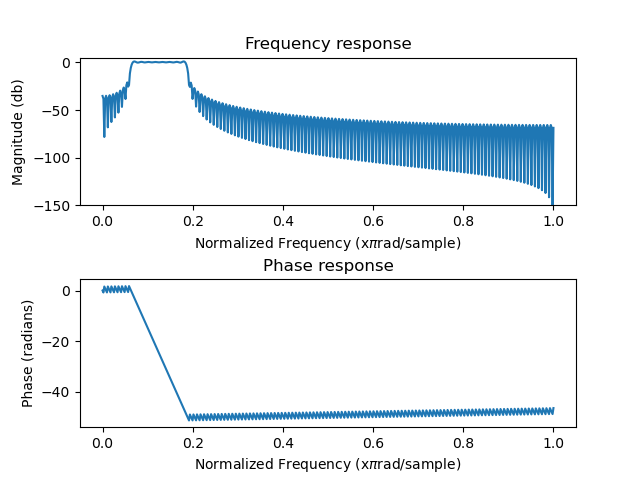 Frequency response
Magnitude (db)
0
−50
−100
−150
0.0 0.2 0.4 0.6 0.8 1.0
Normalized Frequency (xπrad/sample)
Phase response
Phase (radians)
0
−20
−40
0.0 0.2 0.4 0.6 0.8 1.0
Normalized Frequency (xπrad/sample)